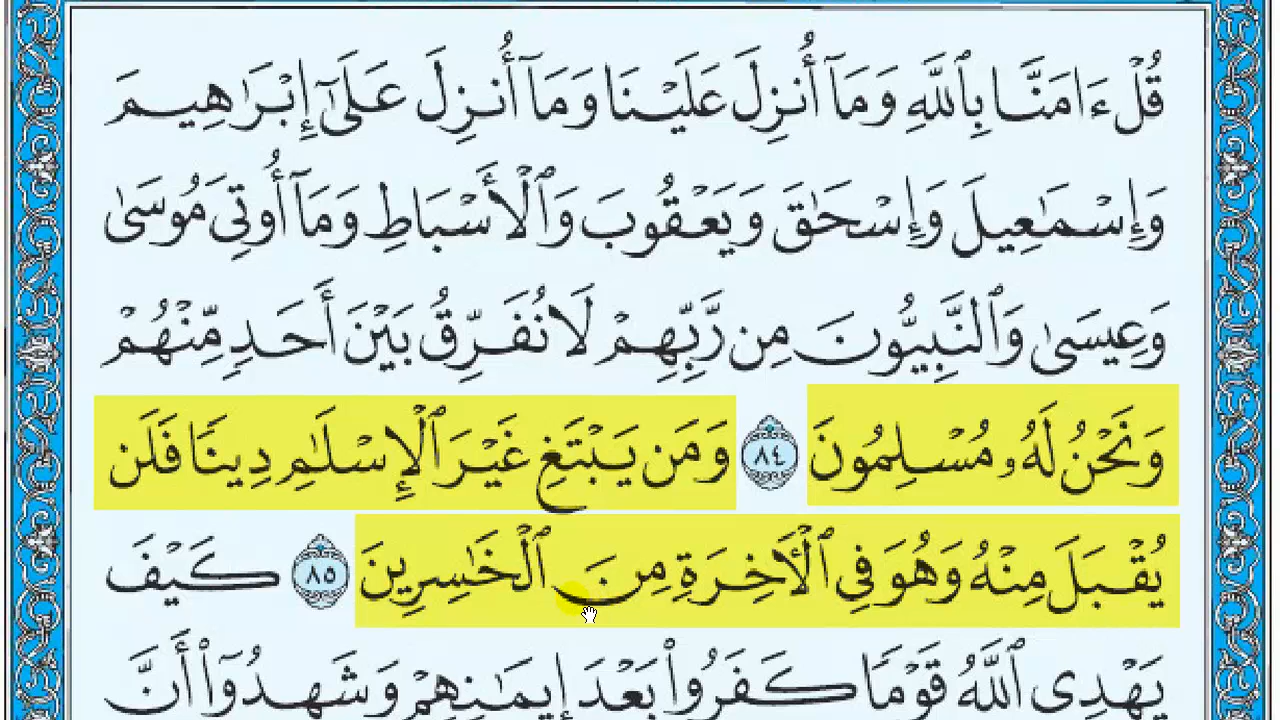 قُلْ ءَامَنَّا بِٱللَّهِ وَمَآ أُنزِلَ عَلَيْنَا وَمَآ أُنزِلَ عَلَىٰٓ إِبْرَٰهِيمَ
وَإِسْمَٰعِيلَ وَإِسْحَٰقَ وَيَعْقُوبَ وَٱلْأَسْبَاطِ وَمَآ أُوتِيَ مُوسَىٰ
وَعِيسَىٰ وَٱلنَّبِيُّونَ مِن رَّبِّهِمْ لَا نُفَرِّقُ بَيْنَ أَحَدٍ مِّنْهُمْ
وَنَحْنُ لَهُۥ مُسْلِمُونَ ٨٤ وَمَن يَبْتَغِ غَيْرَ ٱلْإِسْلَٰمِ دِينًا فَلَن
يُقْبَلَ مِنْهُ وَهُوَ فِي ٱلْأَخِرَةِ مِنَ ٱلْخَٰسِرِينَ ٨٥ كَيْفَ
يَهْدِي ٱللَّهُ قَوْمًا كَفَرُوا۟ بَعْدَ إِيمَٰنِهِمْ وَشَهِدُوٓا۟ أَنَّ